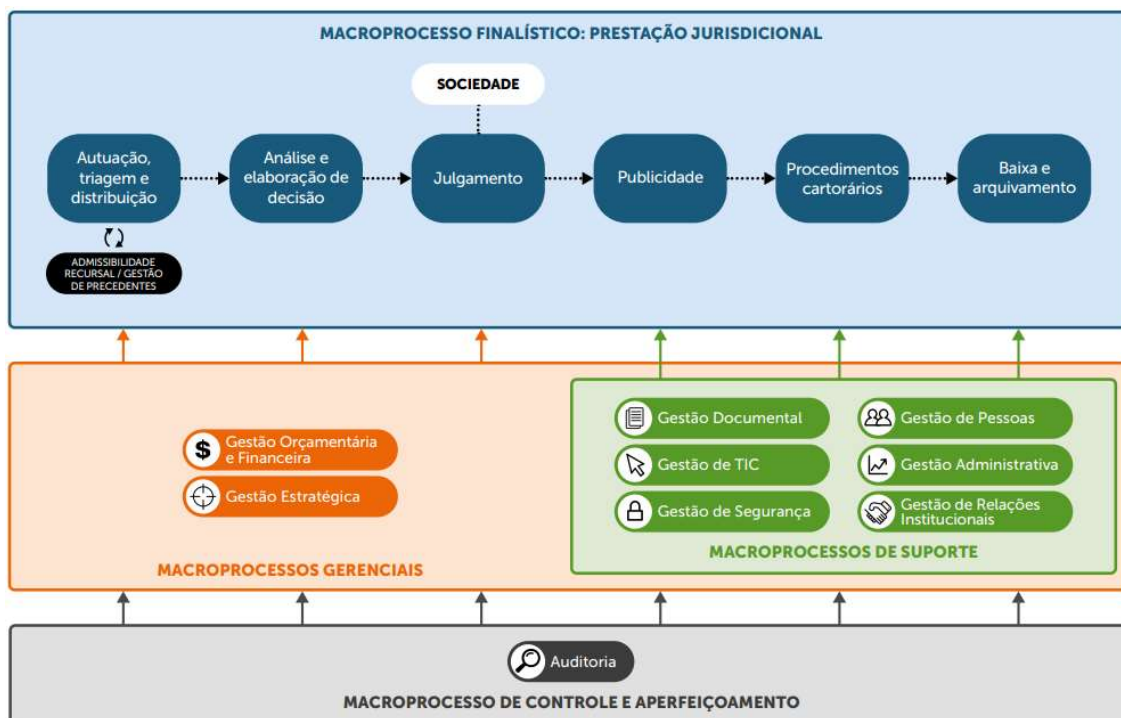 MACROPROCESSO FINALÍSTICO: PRESTAÇÃO JURISDICIONAL
SOCIEDADE
Autuação,
triagem e
distribuição
Análise e
elaboração de
decisão
Julgamento
Publicidade
Procedimentos
cartorários
Baixa e
arquivamento
ADMISSIBILIDADE
RECURSAL / GESTÃO
DE PRECEDENTES
$
Gestão Orçamentária
e Financeira
Gestão Estratégica
MACROPROCESSOS GERENCIAIS
Gestão Documental
Gestão de Pessoas
Gestão de TIC
Gestão Administrativa
Gestão de Segurança
Gestão de Relações
Institucionais
MACROPROCESSOS DE SUPORTE
Auditoria
MACROPROCESSO DE CONTROLE E APERFEIÇOAMENTO